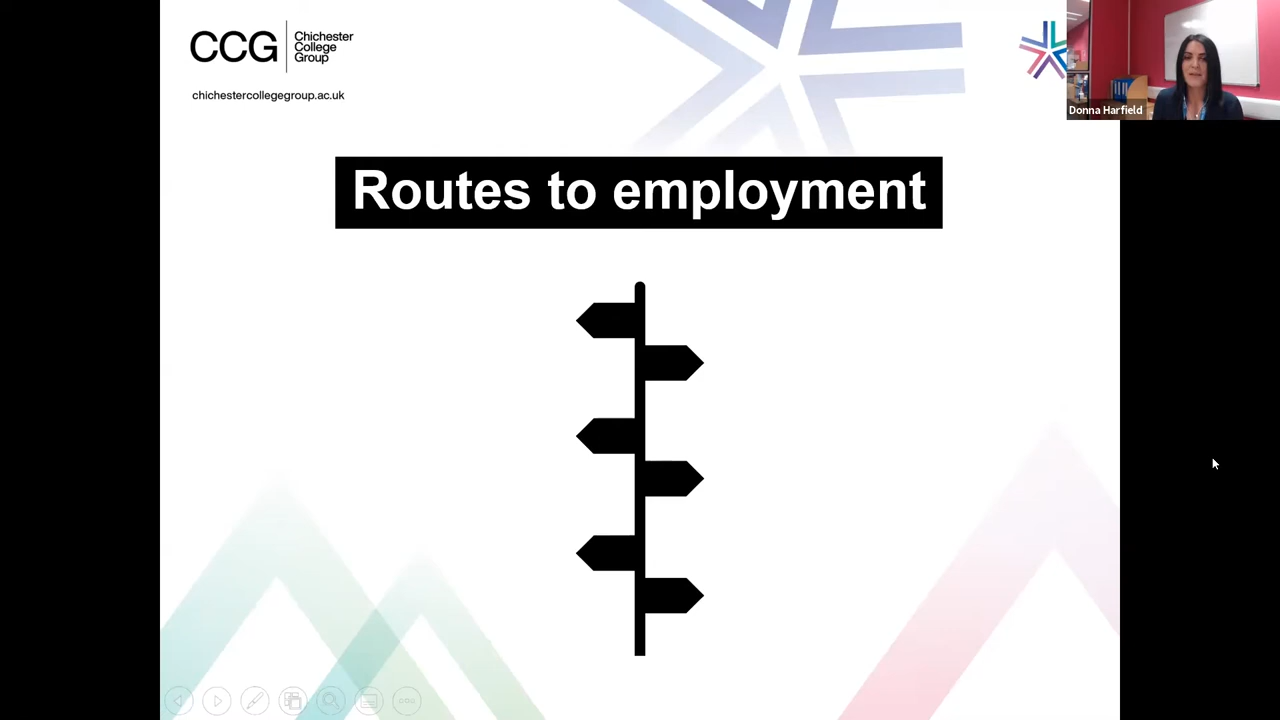 CCG
Chichester
College
Group
chichestercollegegroup.ac.uk
Donna Harfield
Routes to employment